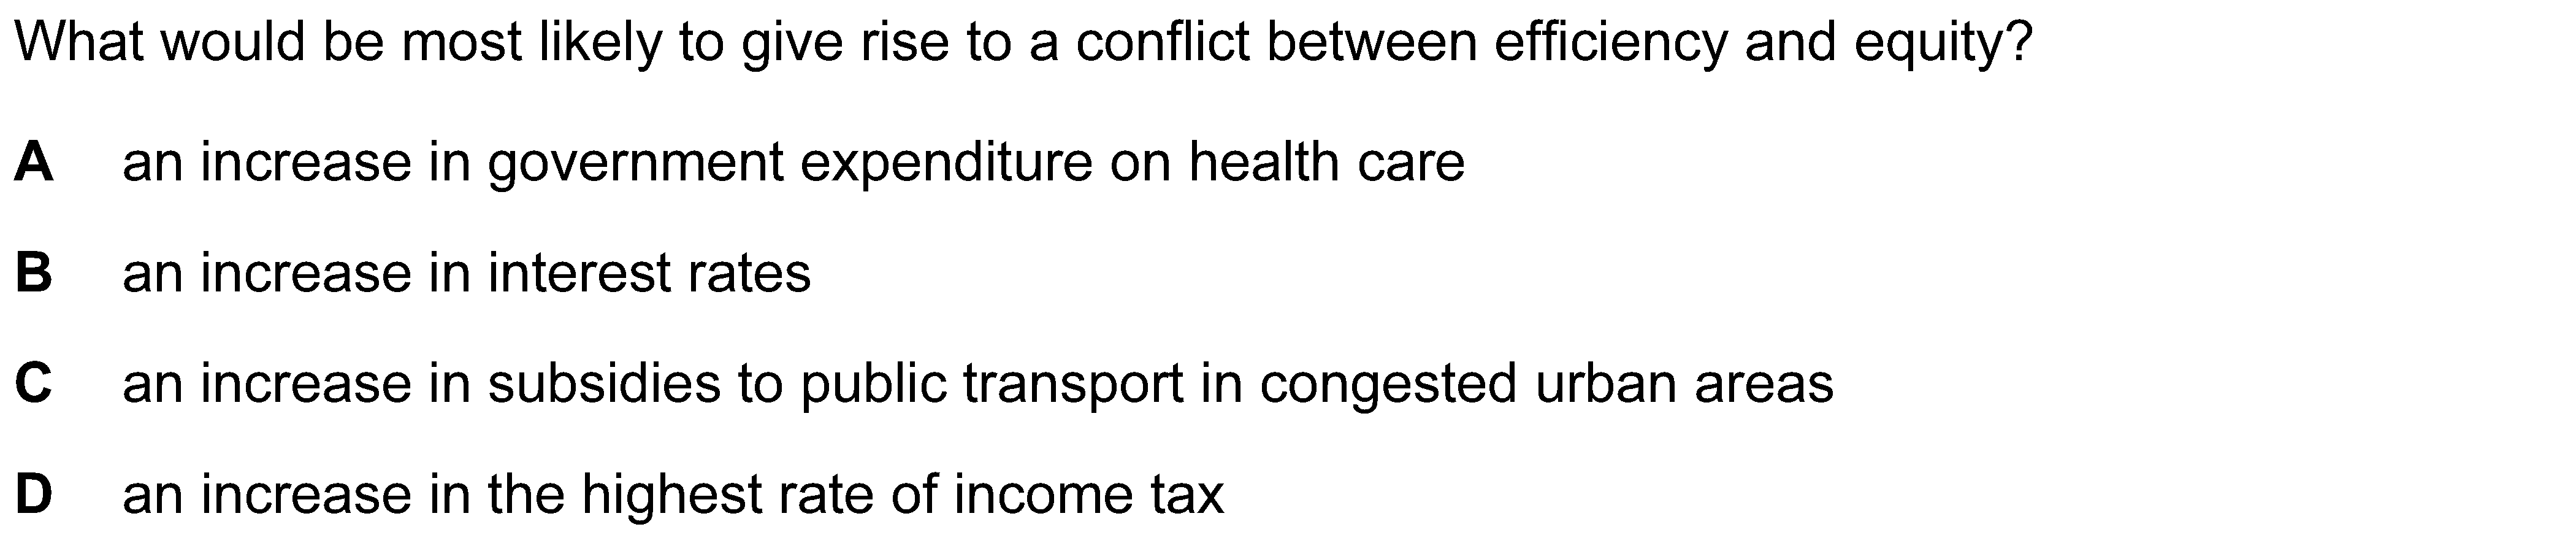 What would be most likely to give rise to a conflict between efficiency and equity?
A an increase in government expenditure on health care
B an increase in interest rates
C an increase in subsidies to public transport in congested urban areas
D an increase in the highest rate of income tax